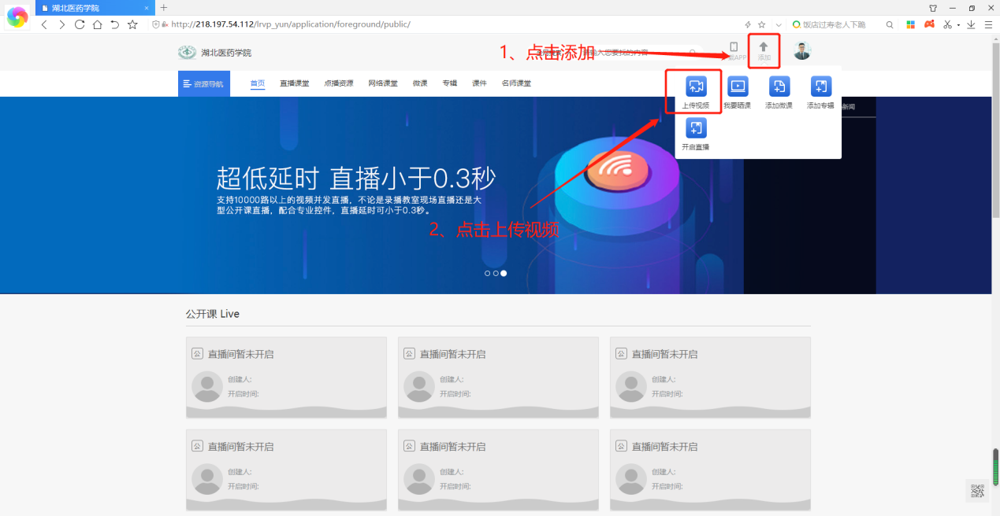 湖北医药学院
http://218.197.54.112/lrvp_yun/application/foreground/public/
饭店过寿老人下跪
湖北医药学院
1、点击添加
添加
资源导航
首页
直播课堂
点播资源
网络课堂
微课
专辑
课件
名师课堂
上传视频
我要晒课
添加微课
添加专辑
新闻
开启直播
超低延时 直播小于0.3秒
支持10000路以上的视频并发直播，不论是录播教室现场直播还是大
型公开课直播，配合专业控件，直播延时可小于0.3秒。
2、点击上传视频
公开课 Live
公 直播间暂未开启
创建人:
开启时间:
公 直播间暂未开启
创建人:
开启时间:
公 直播间暂未开启
创建人:
开启时间:
公 直播间暂未开启
创建人:
开启时间:
公 直播间暂未开启
创建人:
开启时间:
公 直播间暂未开启
创建人:
开启时间: